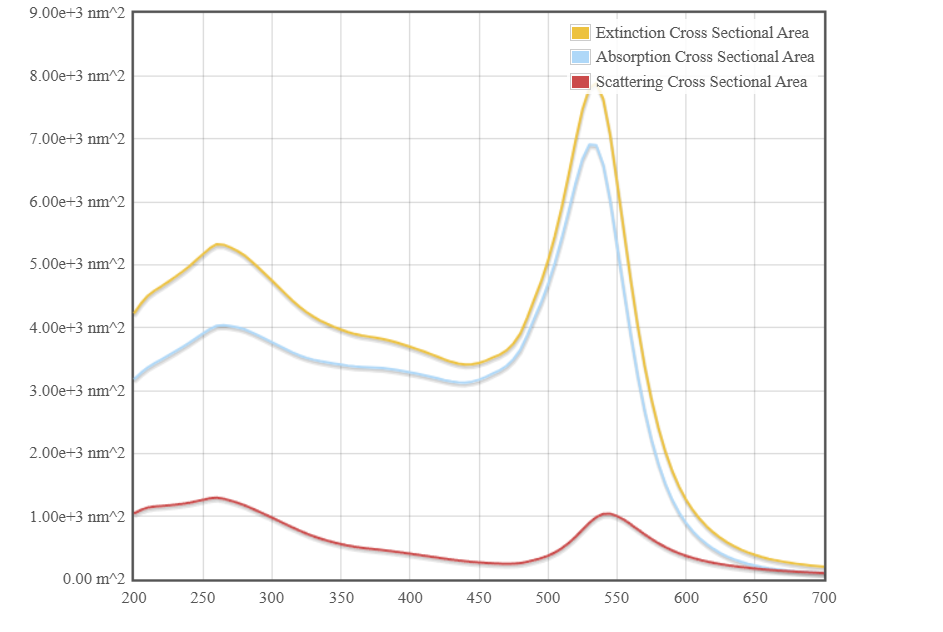 9.00e+3 nm^2
Extinction Cross Sectional Area
Absorption Cross Sectional Area
8.00e+3 nm^2
Scattering Cross Sectional Area
7.00e+3 nm^2
6.00e+3 nm^2
5.00e+3 nm^2
4.00e+3 nm^2
3.00e+3 nm^2
2.00e+3 nm^2
1.00e+3 nm^2
0.00 m^2
200 250 300 350 400 450 500 550 600 650 700